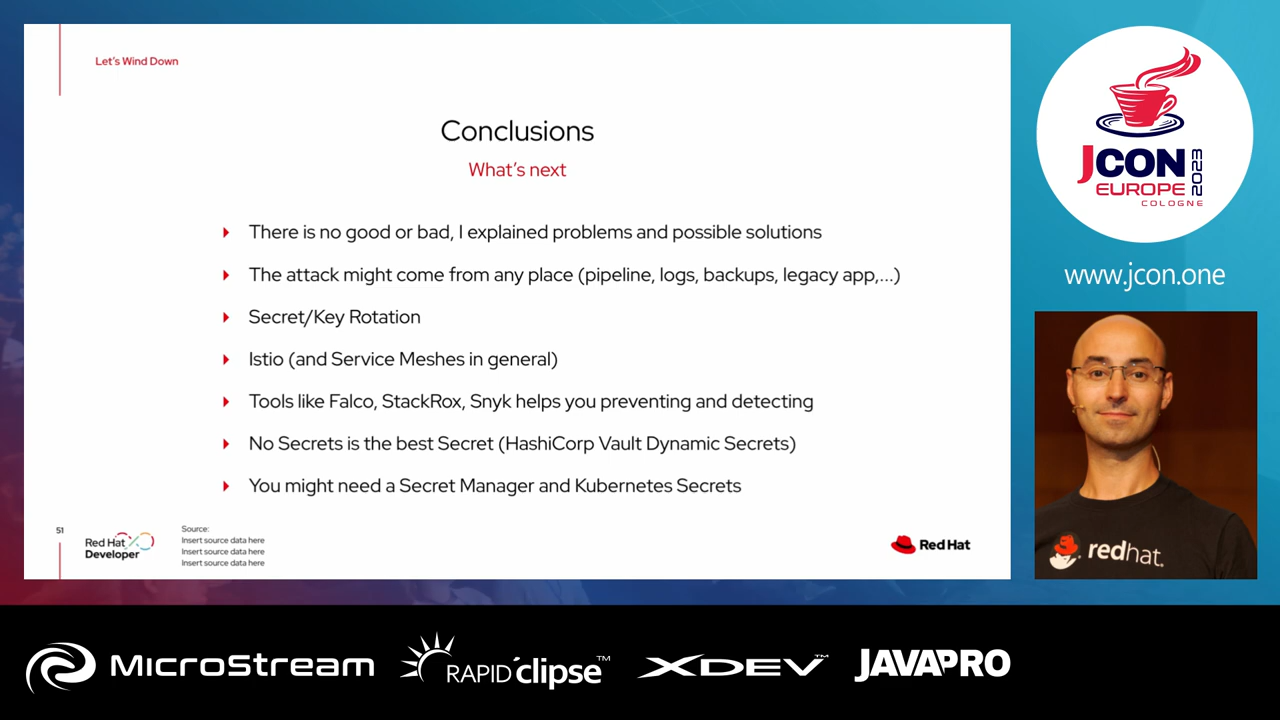 Let's Wind Down
Conclusions
What's next
There is no good or bad, I explained problems and possible solutions
The attack might come from any place (pipeline, logs, backups, legacy app,...)
Secret/Key Rotation
Istio (and Service Meshes in general)
Tools like Falco, StackRox, Snyk helps you preventing and detecting
No Secrets is the best Secret (HashiCorp Vault Dynamic Secrets)
You might need a Secret Manager and Kubernetes Secrets
51
Red Hat
Developer
Source:
Insert source data here
Insert source data here
Insert source data here
Red Hat
JCON
2023
EUROPE
COLOGNE
www.jcon.one
redhat.
MicroStream
RAPIDclipse™
XDEV™
JAVAPRO